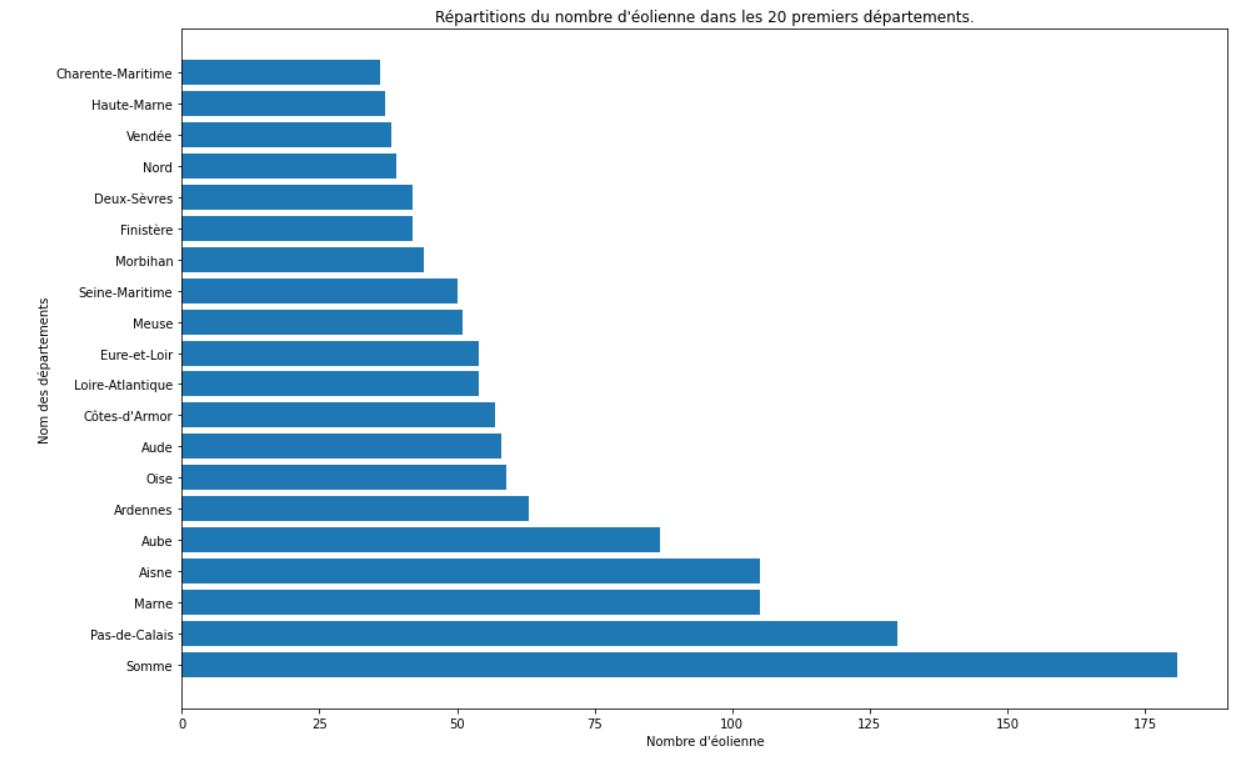 Répartitions du nombre d'éolienne dans les 20 premiers départements.
Charente-Maritime
Haute-Marne
Vendée
Nord
Deux-Sèvres
Finistère
Morbihan
Seine-Maritime
Meuse
Eure-et-Loir
Loire-Atlantique
Côtes-d'Armor
Aude
Oise
Ardennes
Aube
Aisne
Marne
Pas-de-Calais
Somme
Nom des départements
0 25 50 75 100 125 150 175
Nombre d'éolienne